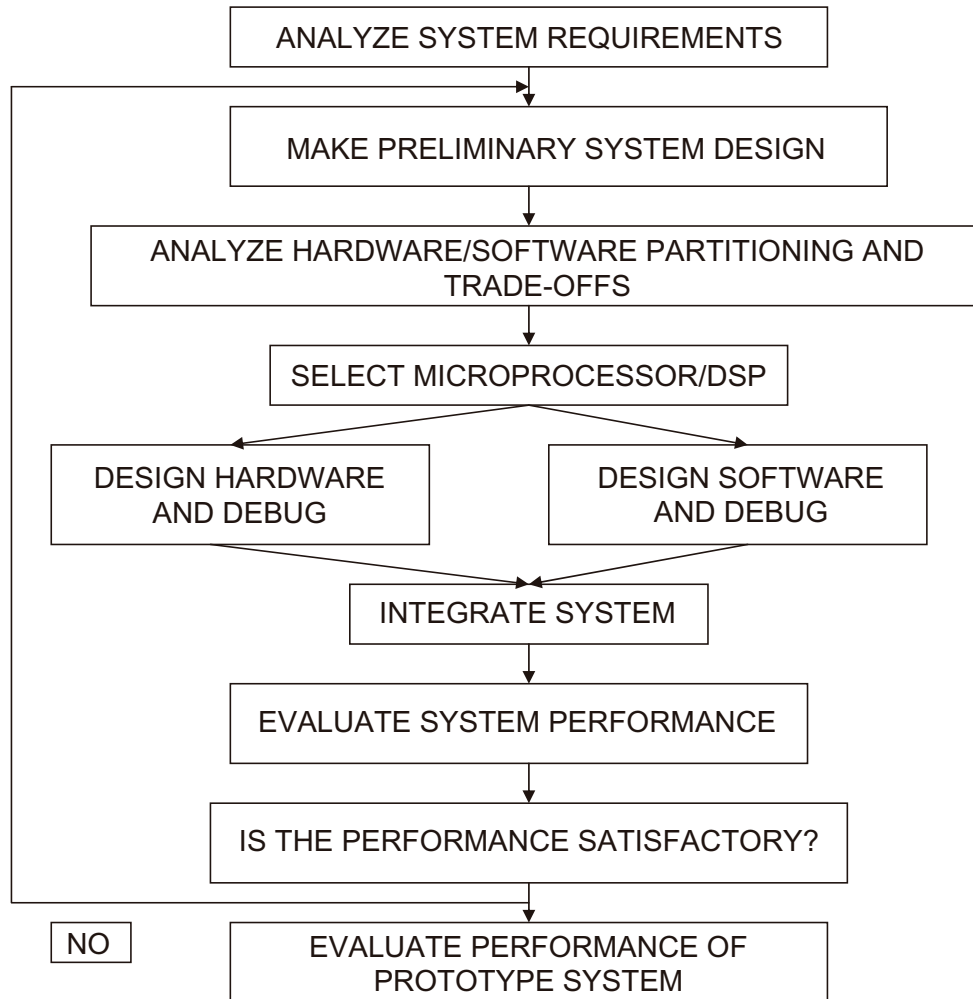 ANALYZE SYSTEM REQUIREMENTS
MAKE PRELIMINARY SYSTEM DESIGN
ANALYZE HARDWARE/SOFTWARE PARTITIONING AND
TRADE-OFFS
SELECT MICROPROCESSOR/DSP
DESIGN HARDWARE
AND DEBUG
DESIGN SOFTWARE
AND DEBUG
INTEGRATE SYSTEM
EVALUATE SYSTEM PERFORMANCE
IS THE PERFORMANCE SATISFACTORY?
NO
EVALUATE PERFORMANCE OF
PROTOTYPE SYSTEM